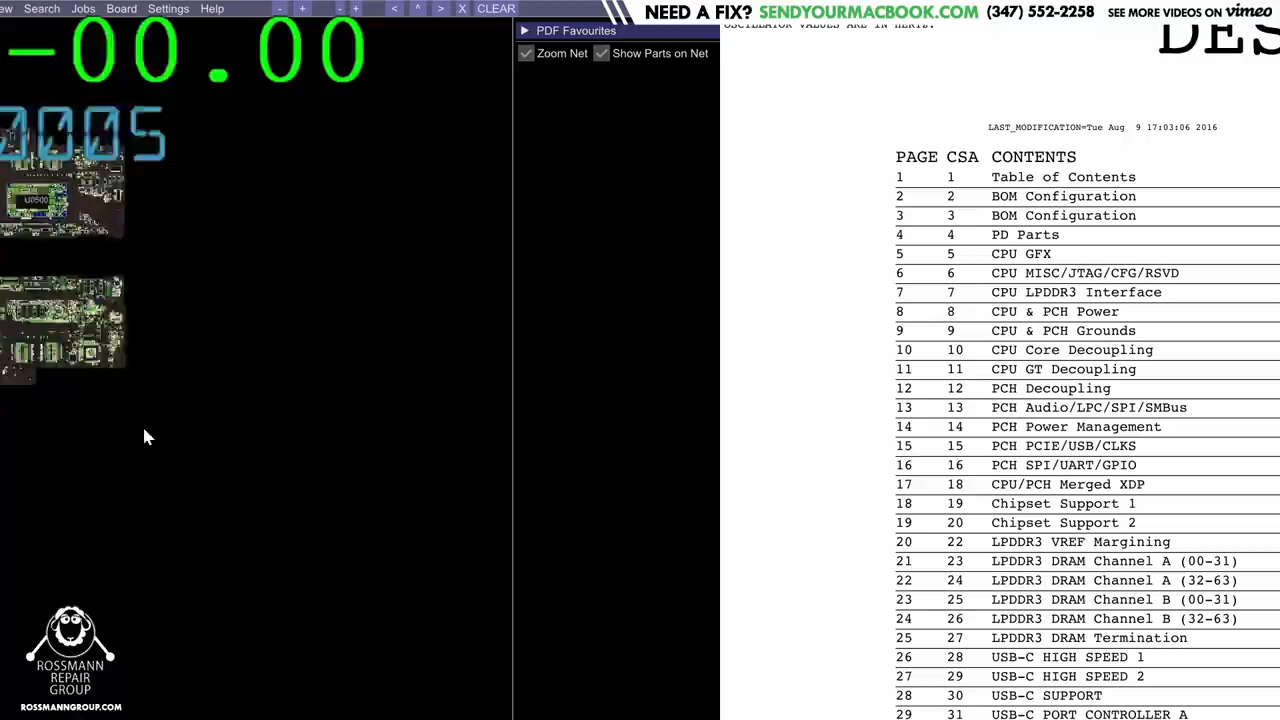 ew Search Jobs Board Settings Help - + - + < ^ > X CLEAR
NEED A FIX? SENDYOURMACBOOK.COM (347) 552-2258 SEE MORE VIDEOS ON vimeo
OSCILLATOR VALUES ARE IN HERTZ.
DES
-00.00
PDF Favourites
Zoom Net Show Parts on Net
0005
LAST_MODIFICATION=Tue Aug 9 17:03:06 2016
PAGE CSA CONTENTS
1 1 Table of Contents
2 2 BOM Configuration
3 3 BOM Configuration
4 4 PD Parts
5 5 CPU GFX
6 6 CPU MISC/JTAG/CFG/RSVD
7 7 CPU LPDDR3 Interface
8 8 CPU & PCH Power
9 9 CPU & PCH Grounds
10 10 CPU Core Decoupling
11 11 CPU GT Decoupling
12 12 PCH Decoupling
13 13 PCH Audio/LPC/SPI/SMBus
14 14 PCH Power Management
15 15 PCH PCIE/USB/CLKS
16 16 PCH SPI/UART/GPIO
17 18 CPU/PCH Merged XDP
18 19 Chipset Support 1
19 20 Chipset Support 2
20 22 LPDDR3 VREF Margining
21 23 LPDDR3 DRAM Channel A (00-31)
22 24 LPDDR3 DRAM Channel A (32-63)
23 25 LPDDR3 DRAM Channel B (00-31)
24 26 LPDDR3 DRAM Channel B (32-63)
25 27 LPDDR3 DRAM Termination
26 28 USB-C HIGH SPEED 1
27 29 USB-C HIGH SPEED 2
28 30 USB-C SUPPORT
29 31 USB-C PORT CONTROLLER A
ROSSMANN
REPAIR
GROUP
ROSSMANNGROUP.COM